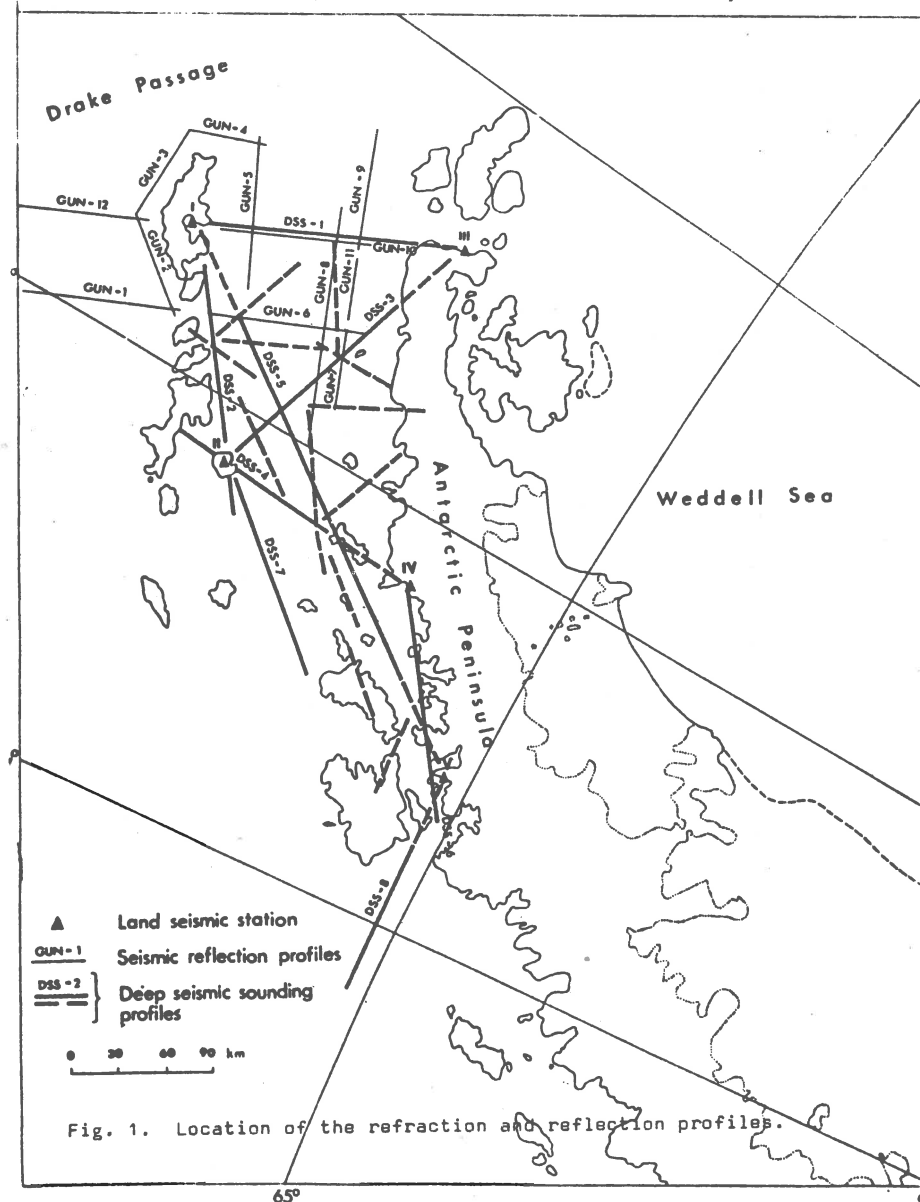 Drake Passage
GUN-4
GUN-3
GUN-5
GUN-9
GUN-12
I
DSS-1
III
GUN-10
GUN-2
GUN-8
GUN-11
GUN-1
GUN-6
DSS-3
DSS-5
GUN-7
DSS-2
II
DSS-4
Antarctic Peninsula
Weddell Sea
DSS-7
IV
V
DSS-6
DSS-8
Land seismic station
GUN-1 Seismic reflection profiles
DSS-2 Deep seismic sounding
profiles
0 30 60 90 km
Fig. 1. Location of the refraction and reflection profiles.
65°